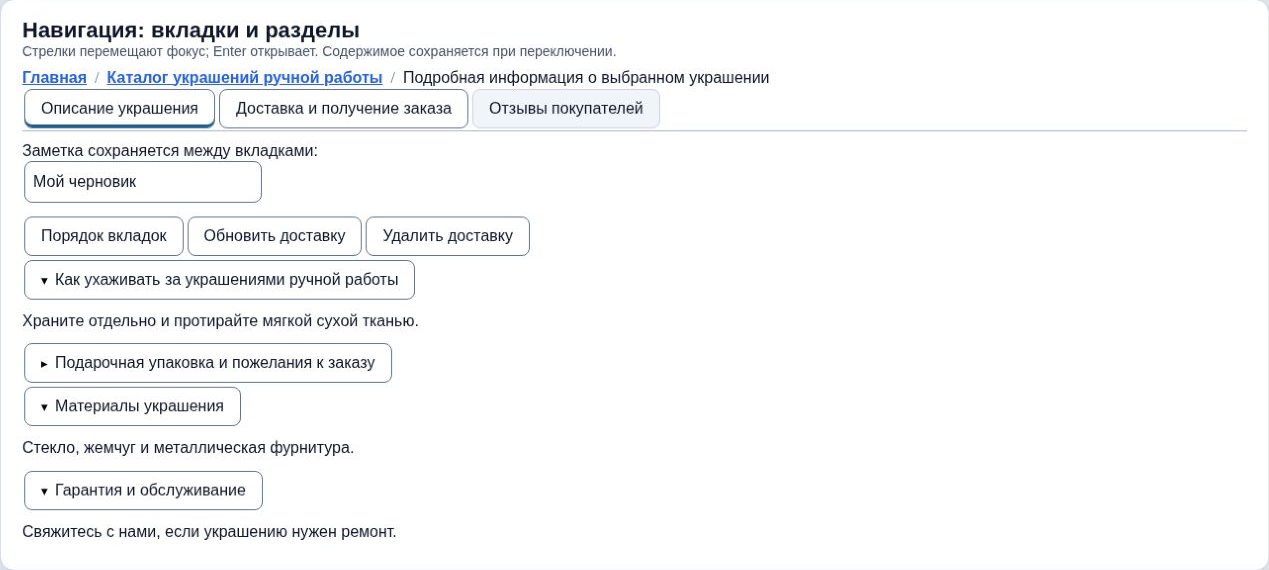 Навигация: вкладки и разделы
Стрелки перемещают фокус; Enter открывает. Содержимое сохраняется при переключении.
Главная / Каталог украшений ручной работы / Подробная информация о выбранном украшении
Описание украшения Доставка и получение заказа Отзывы покупателей
Заметка сохраняется между вкладками:
Мой черновик
Порядок вкладок Обновить доставку Удалить доставку
▾ Как ухаживать за украшениями ручной работы
Храните отдельно и протирайте мягкой сухой тканью.
▸ Подарочная упаковка и пожелания к заказу
▾ Материалы украшения
Стекло, жемчуг и металлическая фурнитура.
▾ Гарантия и обслуживание
Свяжитесь с нами, если украшению нужен ремонт.